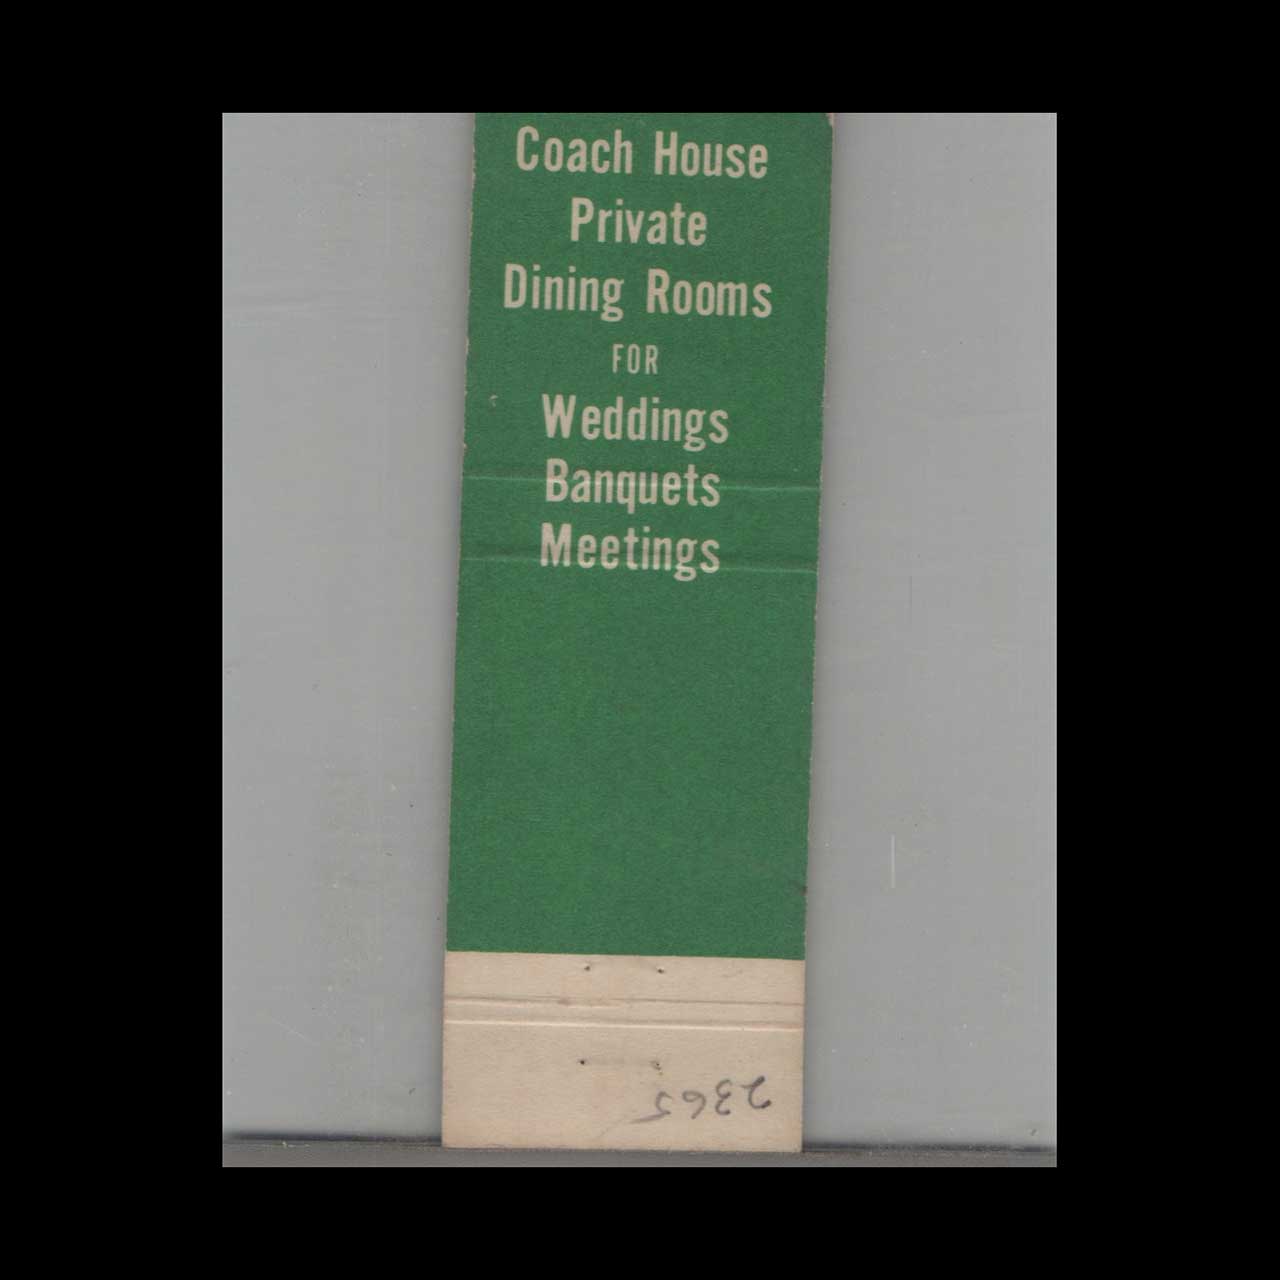 Coach House
Private
Dining Rooms
FOR
Weddings
Banquets
Meetings
2365